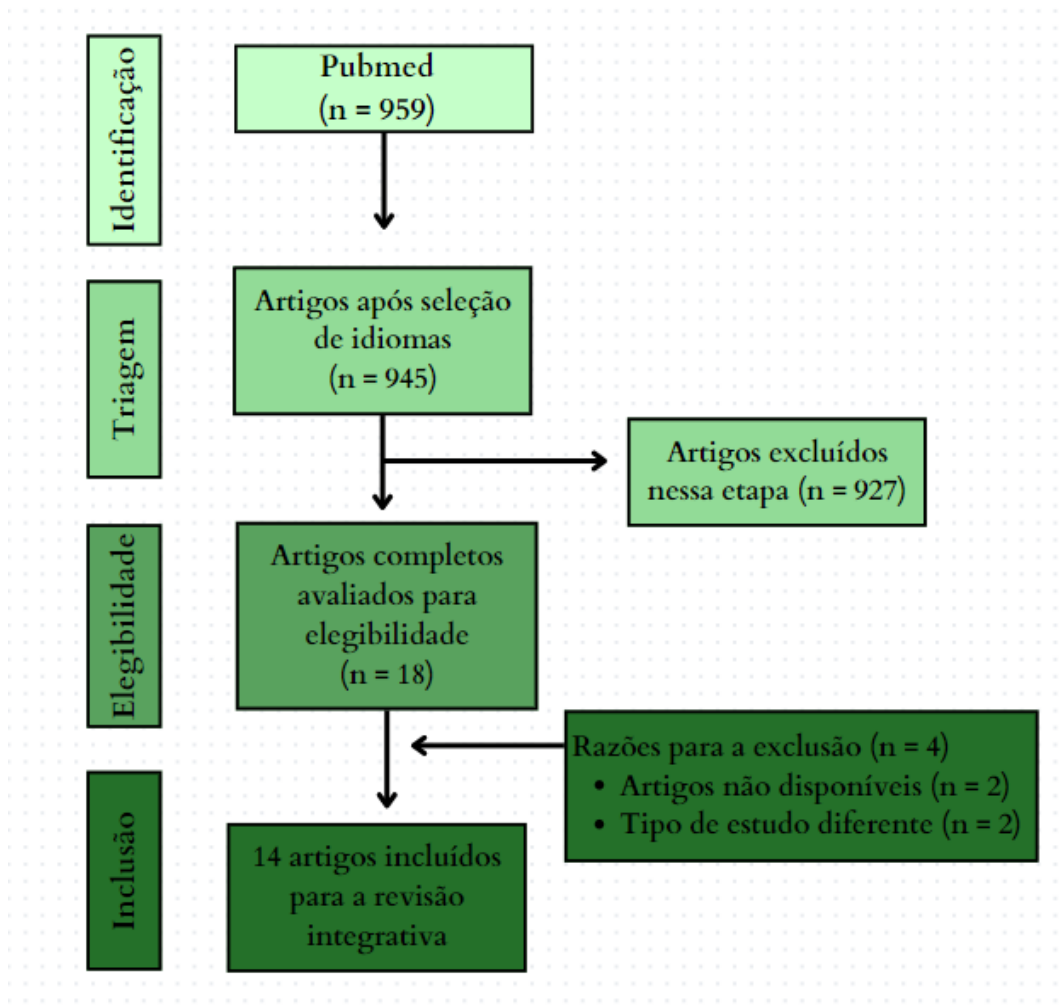 Identificação
Pubmed
(n = 959)
Triagem
Artigos após seleção
de idiomas
(n = 945)
Artigos excluídos
nessa etapa (n = 927)
Elegibilidade
Artigos completos
avaliados para
elegibilidade
(n = 18)
Razões para a exclusão (n = 4)
• Artigos não disponíveis (n = 2)
• Tipo de estudo diferente (n = 2)
Inclusão
14 artigos incluídos
para a revisão
integrativa